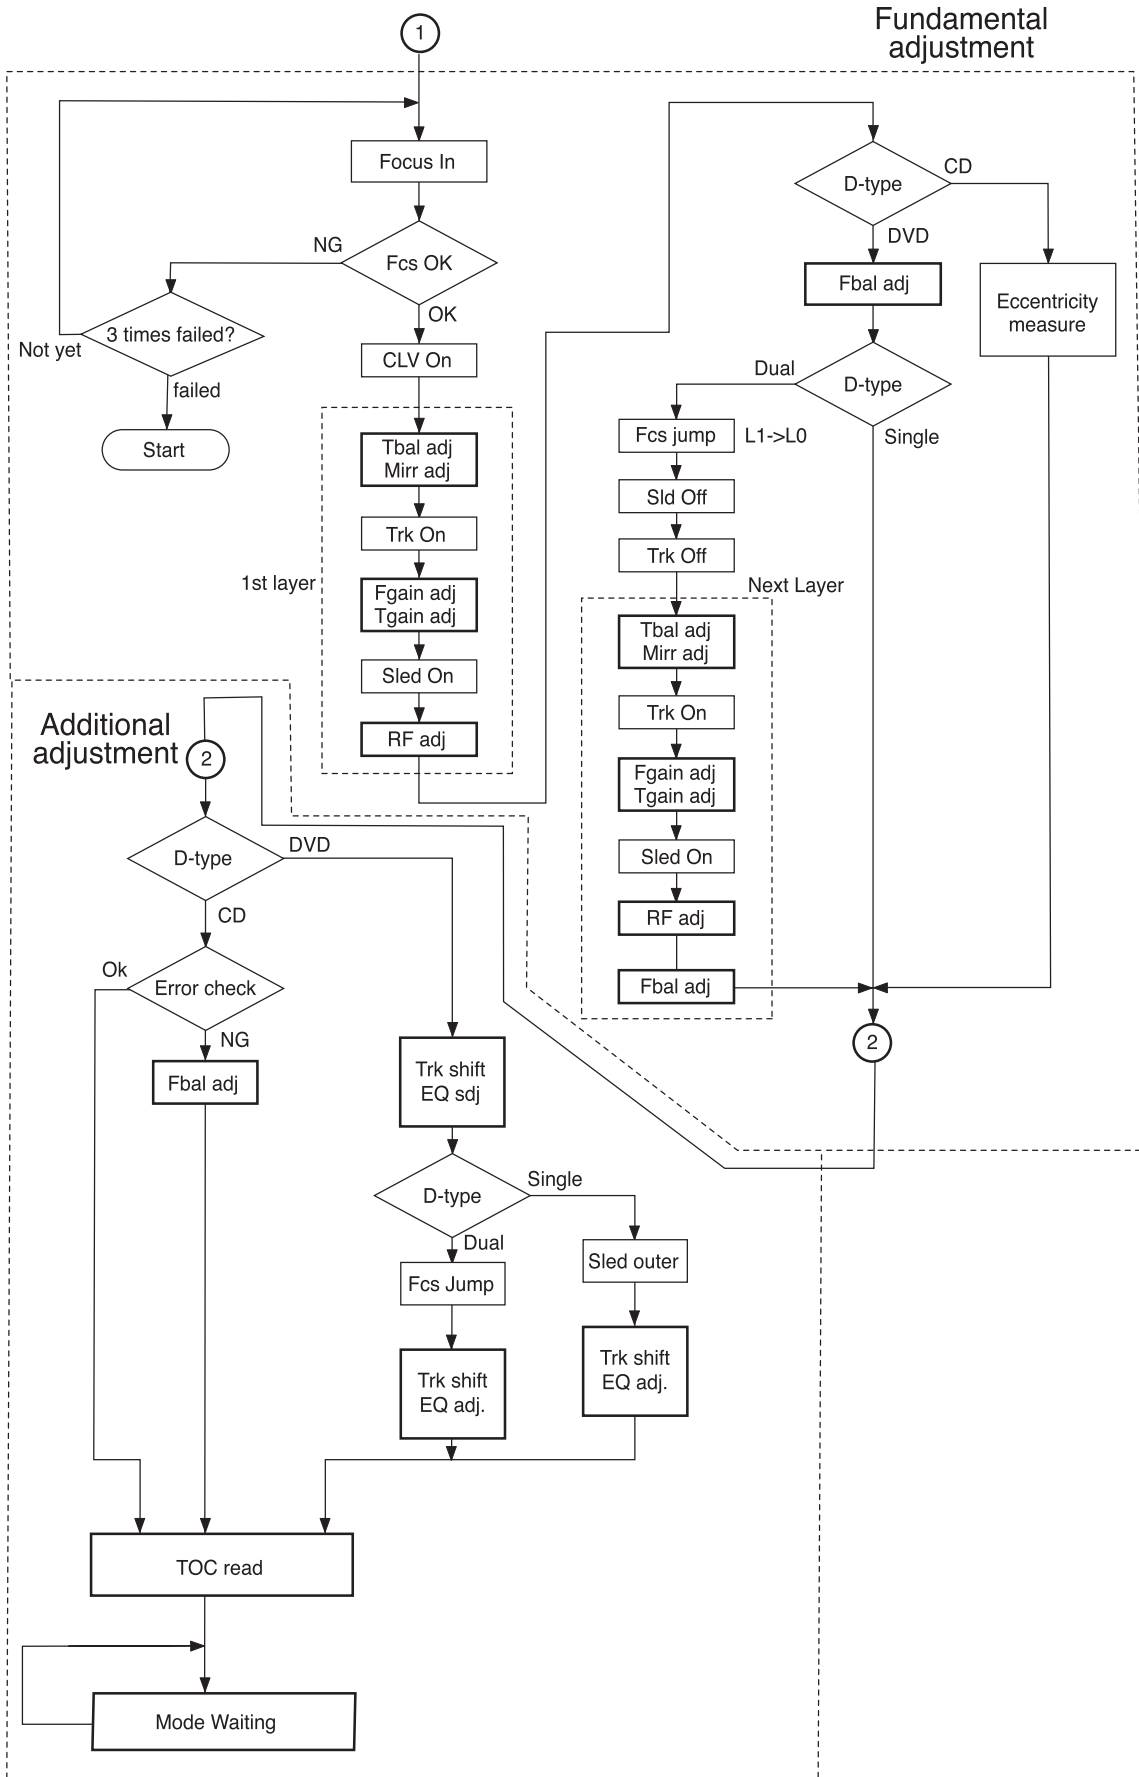 1
Fundamental
adjustment
Focus In
Fcs OK
NG
OK
3 times failed?
Not yet
failed
Start
CLV On
1st layer
Tbal adj
Mirr adj
Trk On
Fgain adj
Tgain adj
Sled On
RF adj
D-type
CD
DVD
Fbal adj
Eccentricity
measure
D-type
Dual
Single
Fcs jump
L1->L0
Sld Off
Trk Off
Next Layer
Tbal adj
Mirr adj
Trk On
Fgain adj
Tgain adj
Sled On
RF adj
Fbal adj
2
Additional
adjustment
2
D-type
DVD
CD
Error check
Ok
NG
Fbal adj
Trk shift
EQ sdj
D-type
Single
Dual
Fcs Jump
Sled outer
Trk shift
EQ adj.
Trk shift
EQ adj.
TOC read
Mode Waiting